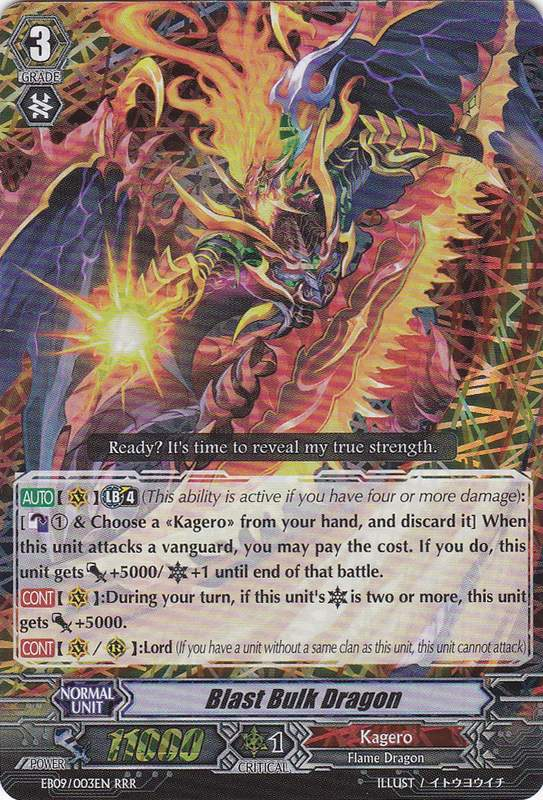 3
GRADE
Ready? It's time to reveal my true strength.
AUTO【 】LB 4 (This ability is active if you have four or more damage):
[ ① & Choose a «Kagero» from your hand, and discard it] When
this unit attacks a vanguard, you may pay the cost. If you do, this
unit gets +5000/ +1 until end of that battle.
CONT【 】:During your turn, if this unit's is two or more, this unit
gets +5000.
CONT【 V / R 】:Lord (If you have a unit without a same clan as this unit, this unit cannot attack)
NORMAL
UNIT
Blast Bulk Dragon
POWER
11000
1
CRITICAL
Kagero
Flame Dragon
EB09/003EN RRR
ILLUST / イトウヨウイチ